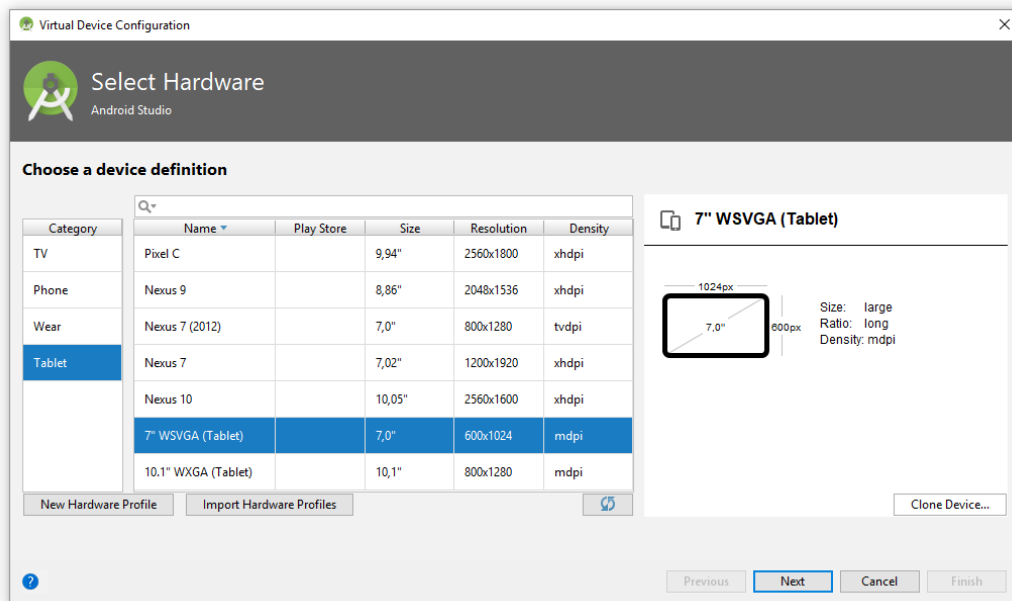 Virtual Device Configuration
Select Hardware
Android Studio
Choose a device definition
Category
TV
Phone
Wear
Tablet
Name Play Store Size Resolution Density
Pixel C 9,94" 2560x1800 xhdpi
Nexus 9 8,86" 2048x1536 xhdpi
Nexus 7 (2012) 7,0" 800x1280 tvdpi
Nexus 7 7,02" 1200x1920 xhdpi
Nexus 10 10,05" 2560x1600 xhdpi
7" WSVGA (Tablet) 7,0" 600x1024 mdpi
10.1" WXGA (Tablet) 10,1" 800x1280 mdpi
New Hardware Profile Import Hardware Profiles
7" WSVGA (Tablet)
1024px
7,0"
600px
Size: large
Ratio: long
Density: mdpi
Clone Device...
? Previous Next Cancel Finish